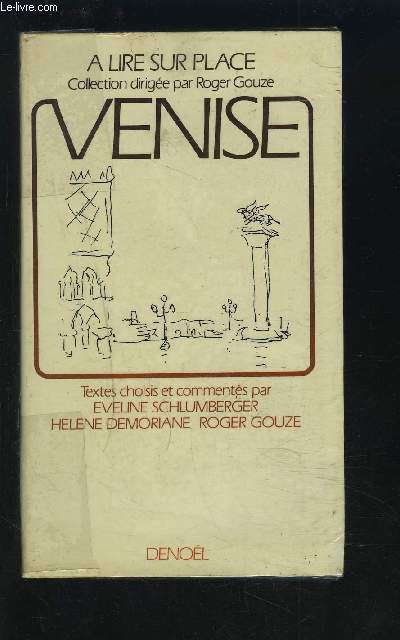 Le-livre.com
A LIRE SUR PLACE
Collection dirigée par Roger Gouze
VENISE
Textes choisis et commentés par
EVELINE SCHLUMBERGER
HELENE DEMORIANE ROGER GOUZE
DENOËL